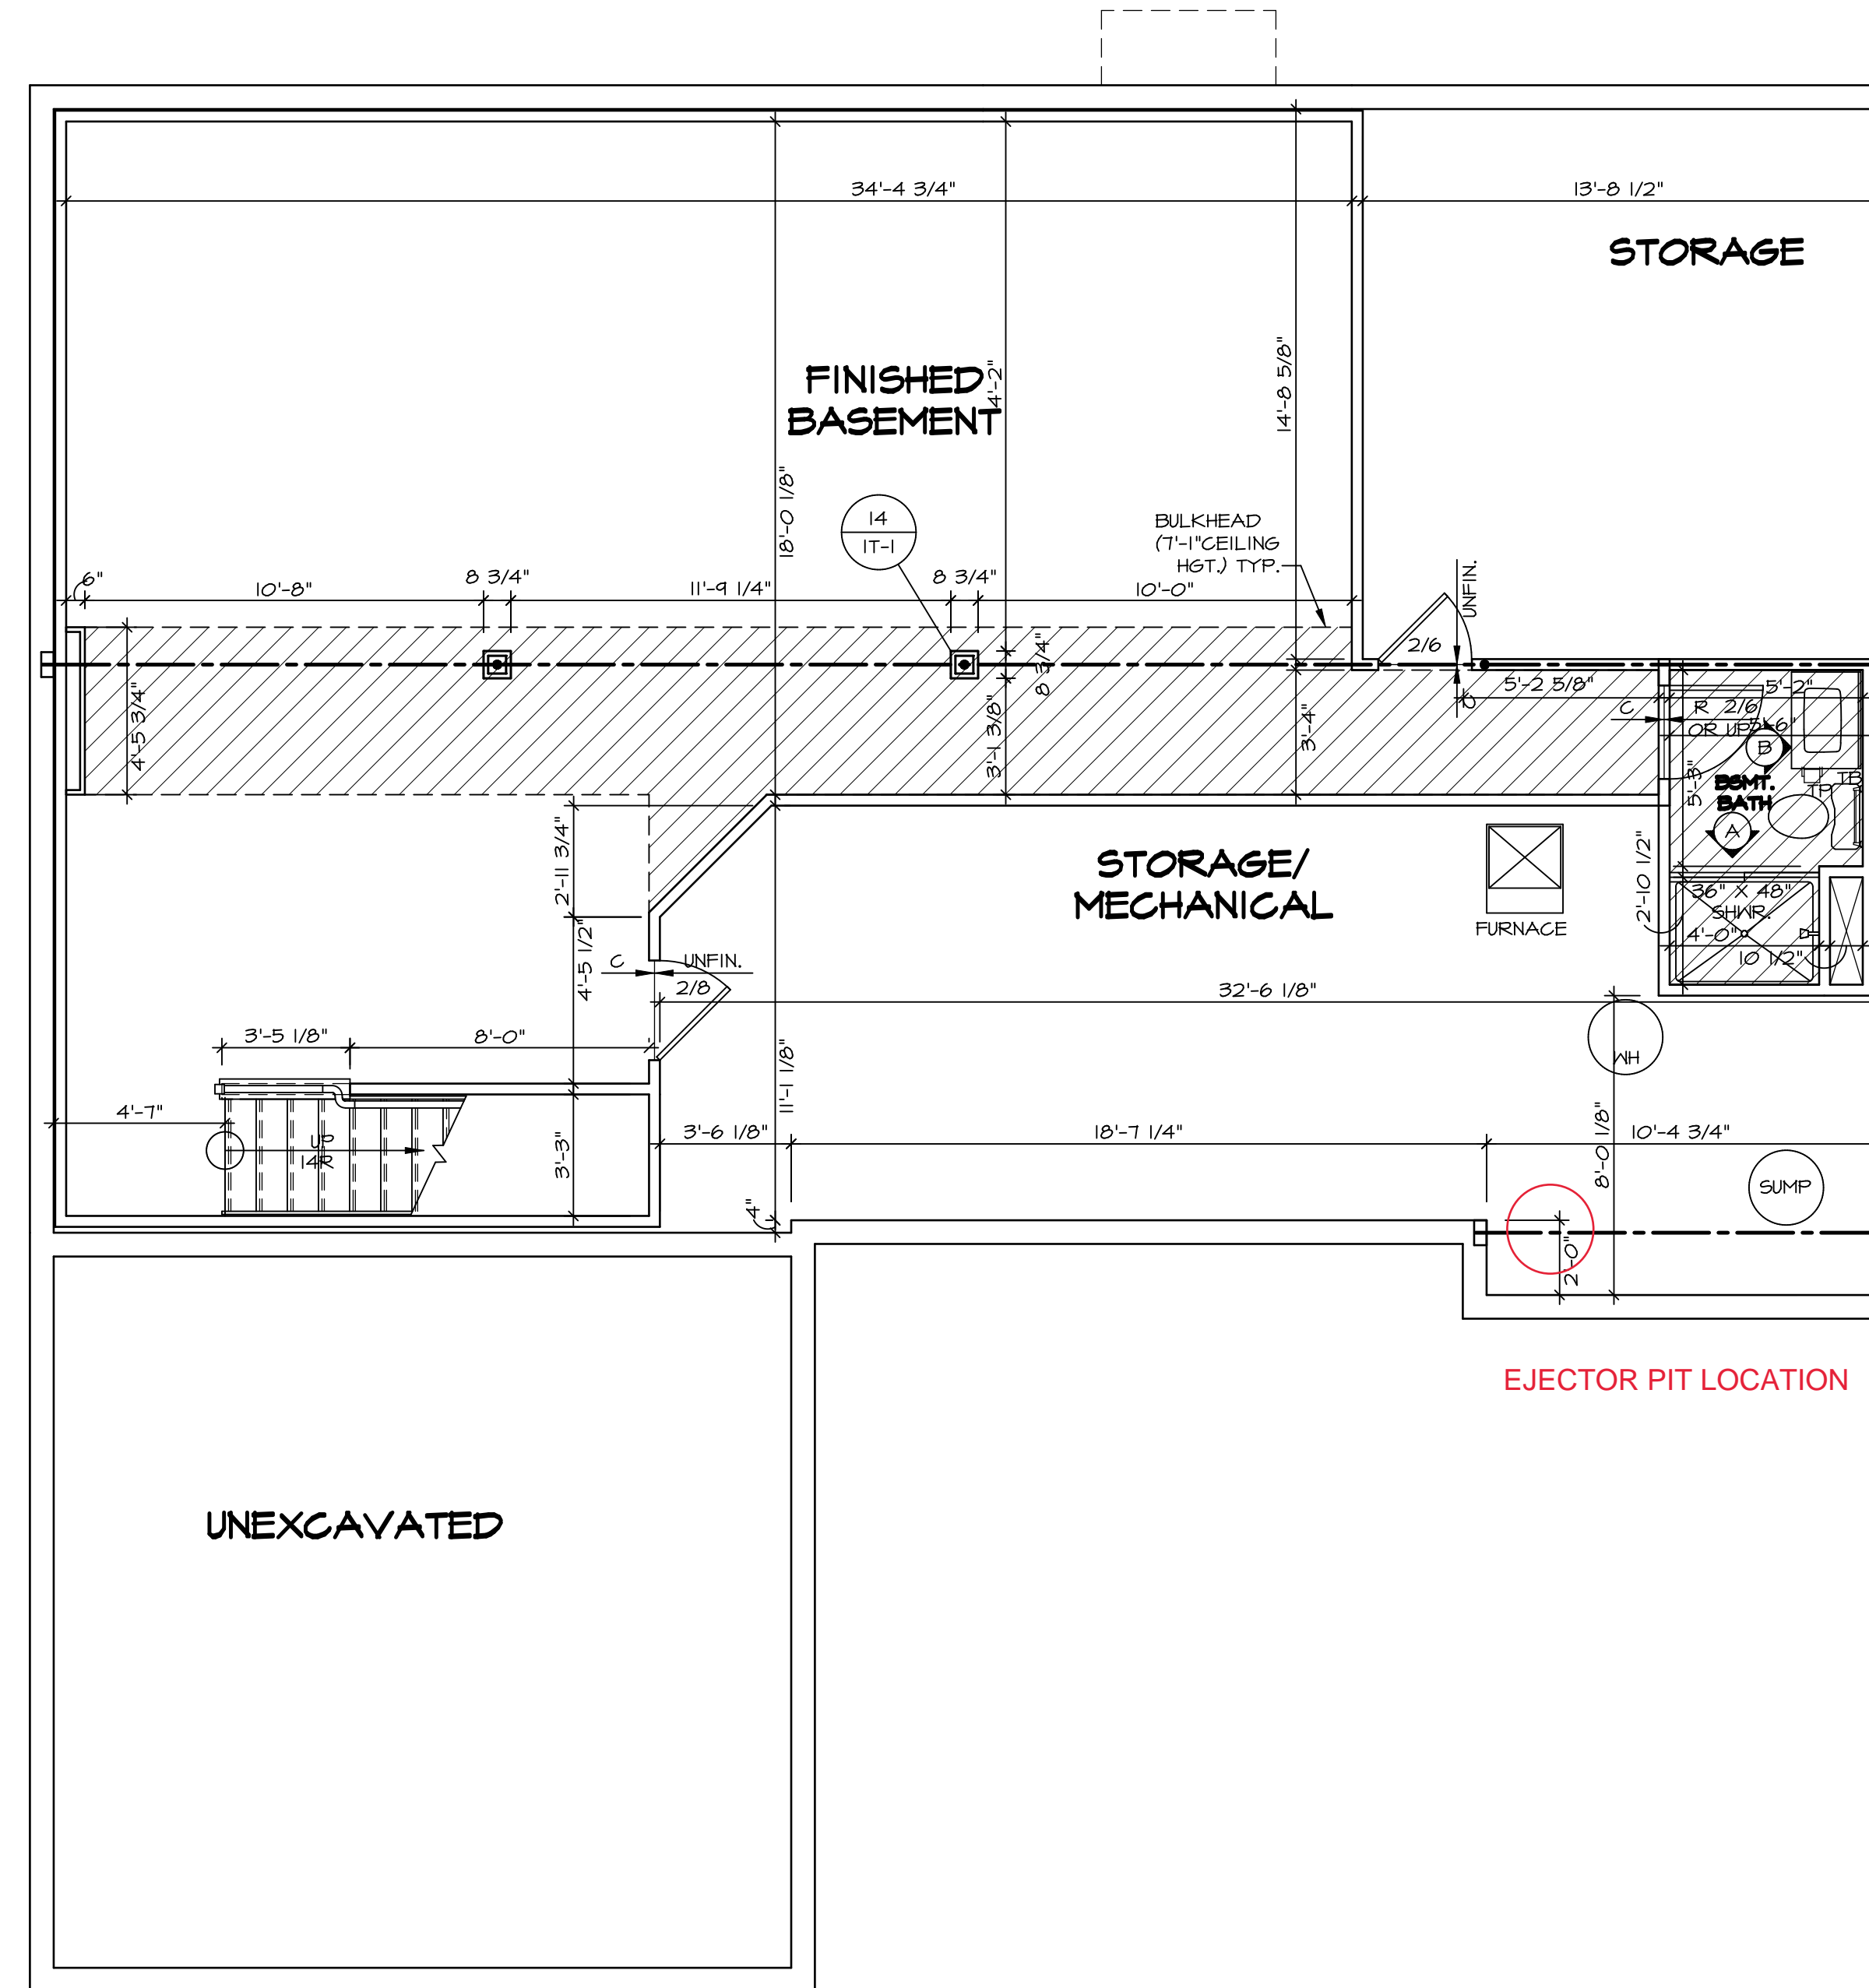 34'-4 3/4"
13'-8 1/2"
STORAGE
FINISHED
BASEMENT
4'-2"
14'-8 5/8"
18'-0 1/8"
14
1T-1
BULKHEAD
(7'-1"CEILING
HGT.) TYP.
UNFIN.
6"
10'-8"
8 3/4"
11'-9 1/4"
8 3/4"
10'-0"
2/6
8 3/4"
4'-5 3/4"
3'-1 3/8"
3'-4"
5'-2 5/8"
C
C
R 2/6
OR UP
5'-2"
5'-6"
B
5'-3"
BSMT.
BATH
TP
TB
A
2'-11 3/4"
STORAGE/
MECHANICAL
FURNACE
2'-10 1/2"
36" X 48"
SHWR.
4'-0"
10 1/2"
4'-5 1/2"
C
UNFIN.
2/8
32'-6 1/8"
WH
3'-5 1/8"
8'-0"
11'-1 1/8"
4'-7"
UP
14R
3'-3"
3'-6 1/8"
18'-7 1/4"
8'-0 1/8"
10'-4 3/4"
SUMP
4"
2'-0"
EJECTOR PIT LOCATION
UNEXCAVATED